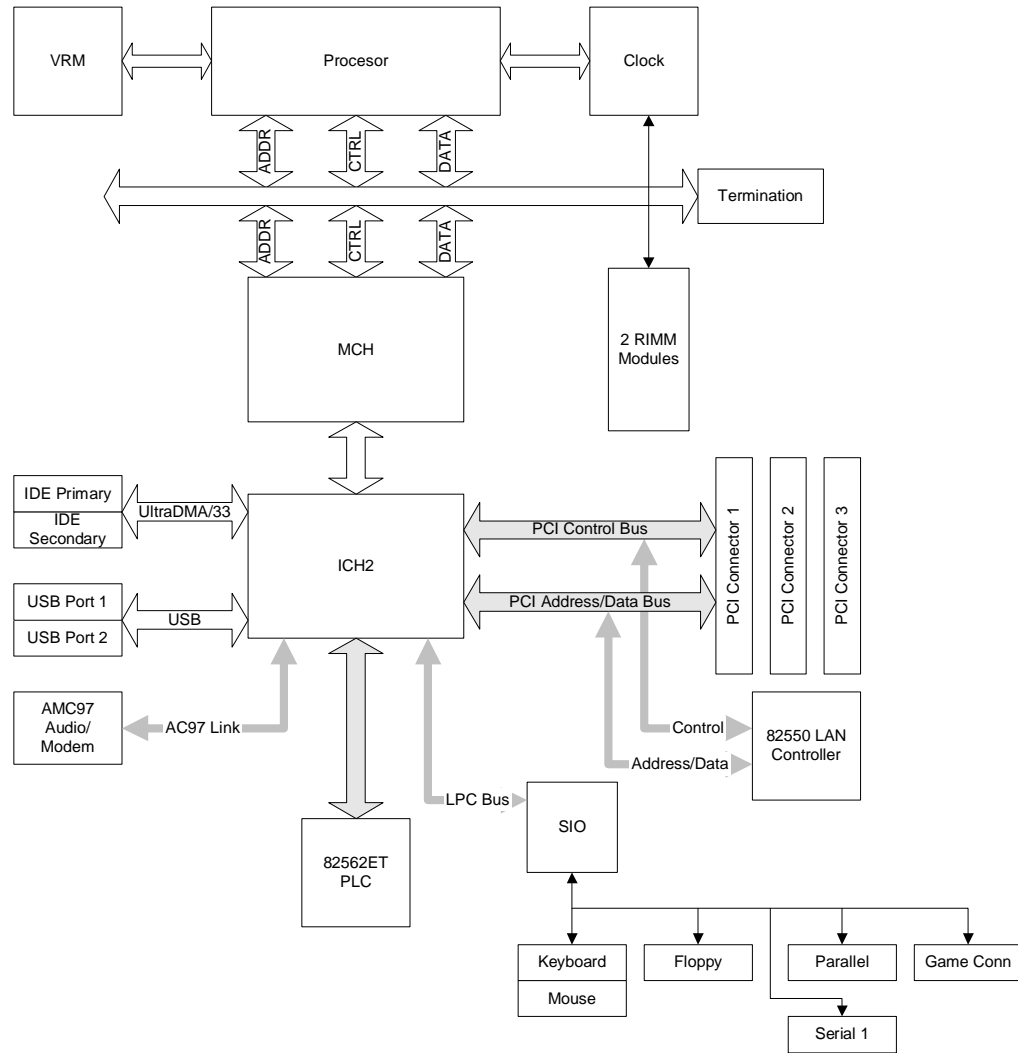 VRM
Procesor
Clock
ADDR
CTRL
DATA
Termination
ADDR
CTRL
DATA
MCH
2 RIMM
Modules
IDE Primary
IDE
Secondary
UltraDMA/33
ICH2
PCI Control Bus
PCI Address/Data Bus
PCI Connector 1
PCI Connector 2
PCI Connector 3
USB Port 1
USB Port 2
USB
AMC97
Audio/
Modem
AC97 Link
Control
Address/Data
82550 LAN
Controller
LPC Bus
SIO
82562ET
PLC
Keyboard
Mouse
Floppy
Parallel
Game Conn
Serial 1